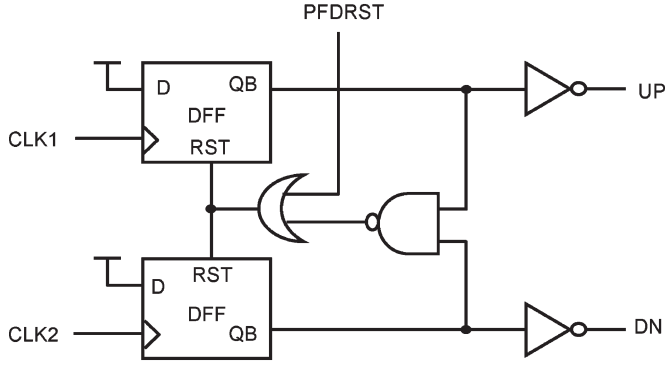 PFDRST
D QB
DFF
RST
CLK1
UP
RST
D
DFF
QB
CLK2
DN